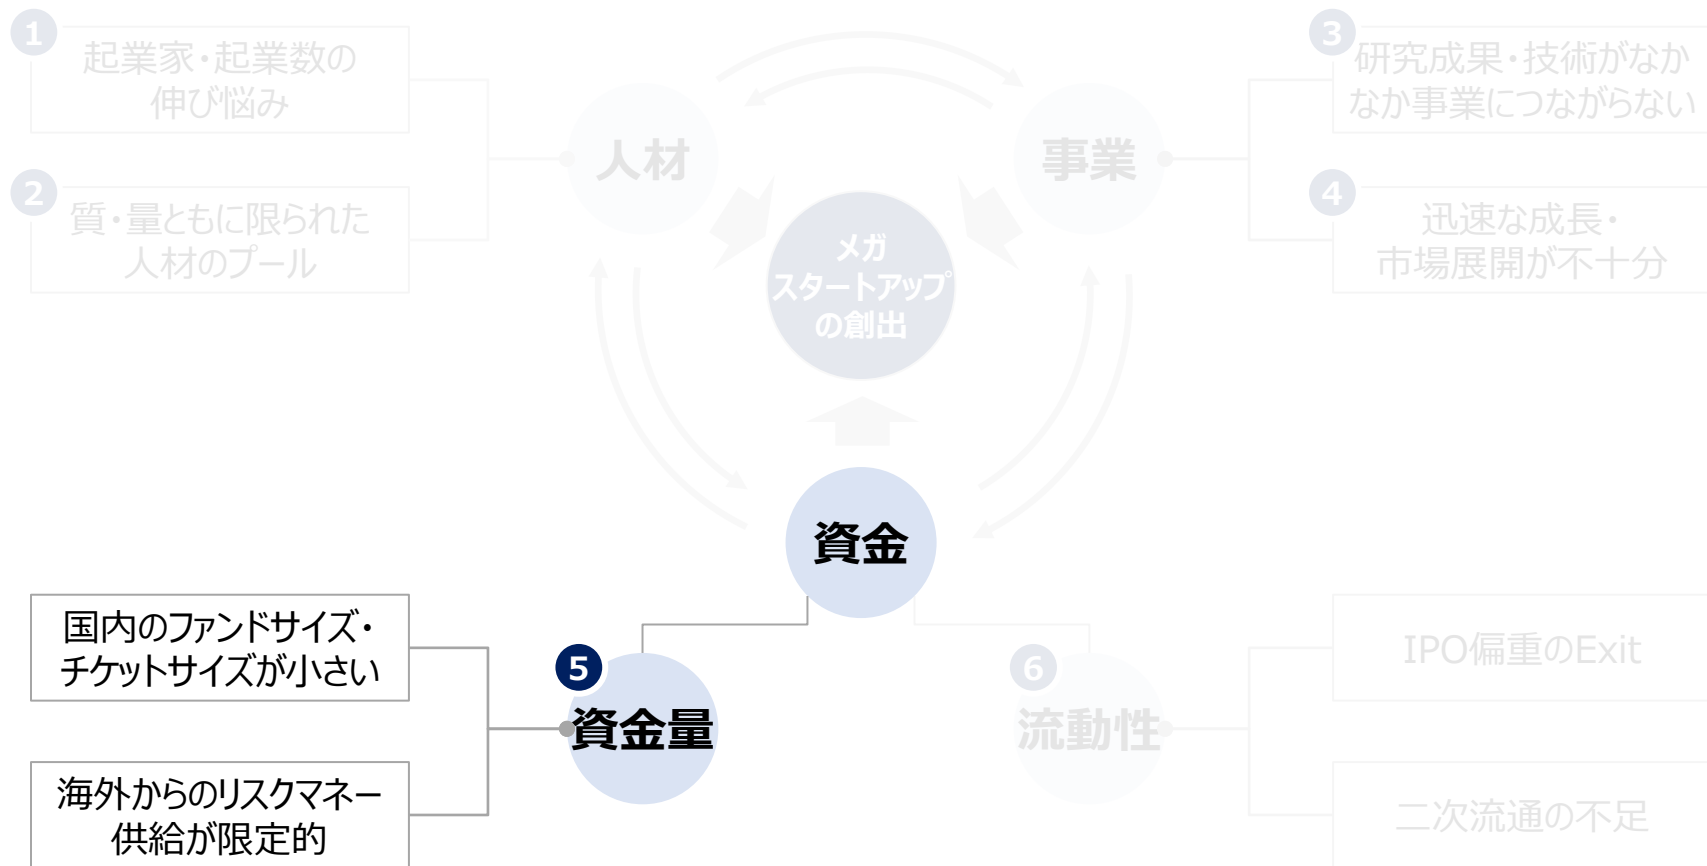 1
起業家・起業数の
伸び悩み
2
質・量ともに限られた
人材のプール
人材
事業
3
研究成果・技術がなか
なか事業につながらない
4
迅速な成長・
市場展開が不十分
メガ
スタートアップ
の創出
資金
国内のファンドサイズ・
チケットサイズが小さい
海外からのリスクマネー
供給が限定的
5
資金量
6
流動性
IPO偏重のExit
二次流通の不足